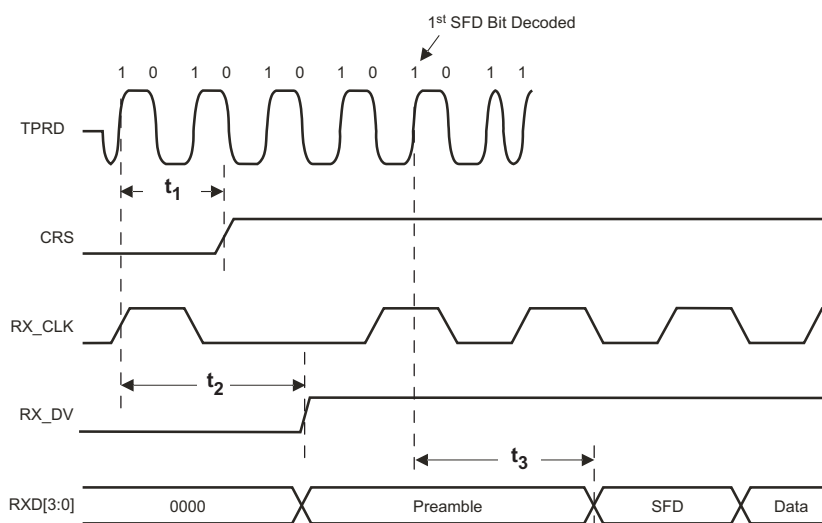 1st SFD Bit Decoded
1 0 1 0 1 0 1 0 1 0 1 1
TPRD
t1
CRS
RX_CLK
t2
RX_DV
t3
RXD[3:0] 0000 Preamble SFD Data